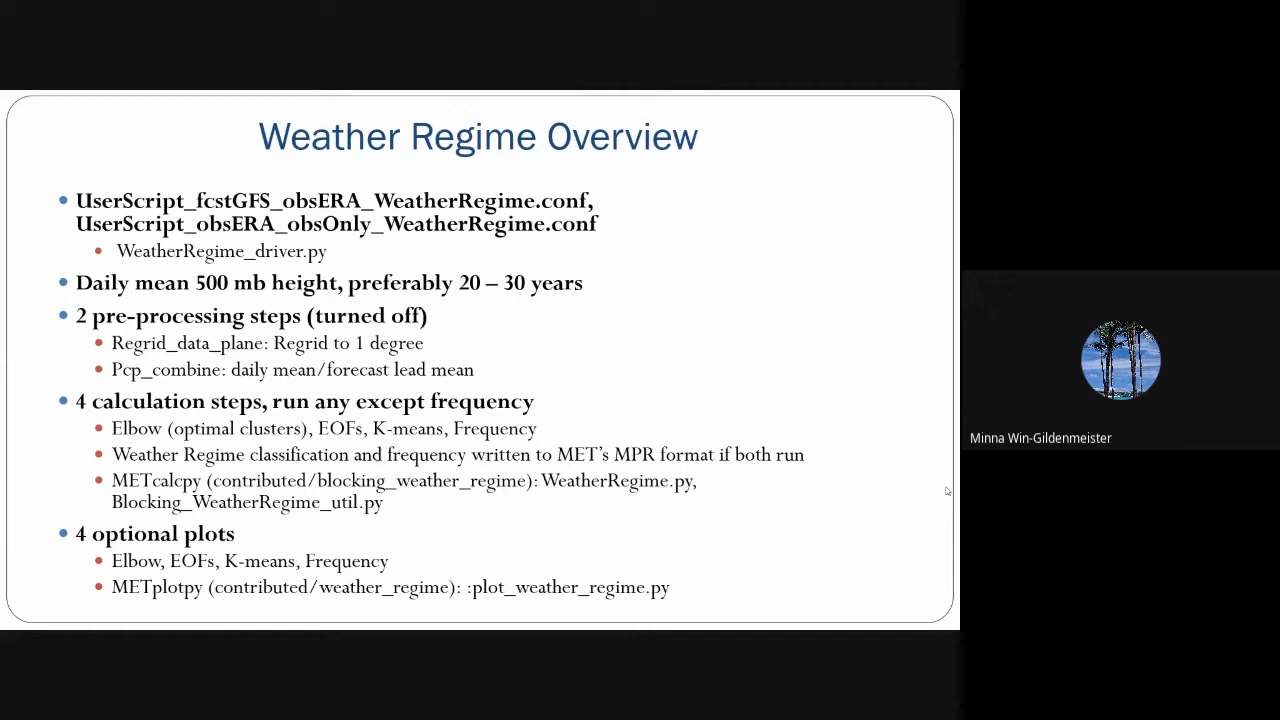 Weather Regime Overview
• UserScript_fcstGFS_obsERA_WeatherRegime.conf,
UserScript_obsERA_obsOnly_WeatherRegime.conf
• WeatherRegime_driver.py
• Daily mean 500 mb height, preferably 20 – 30 years
• 2 pre-processing steps (turned off)
• Regrid_data_plane: Regrid to 1 degree
• Pcp_combine: daily mean/forecast lead mean
• 4 calculation steps, run any except frequency
• Elbow (optimal clusters), EOFs, K-means, Frequency
• Weather Regime classification and frequency written to MET’s MPR format if both run
• METcalcpy (contributed/blocking_weather_regime): WeatherRegime.py,
Blocking_WeatherRegime_util.py
• 4 optional plots
• Elbow, EOFs, K-means, Frequency
• METplotpy (contributed/weather_regime): :plot_weather_regime.py
Minna Win-Gildenmeister